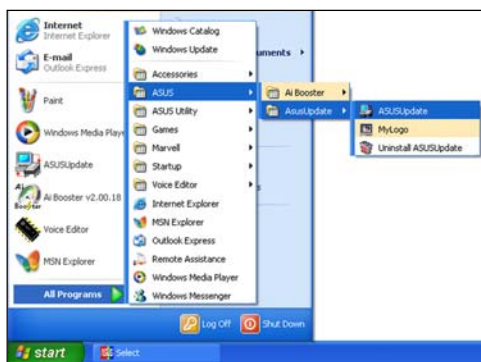 Internet
Internet Explorer
E-mail
Outlook Express
Paint
Windows Media Playe
ASUSUpdate
Ai Booster v2.00.18
Voice Editor
MSN Explorer
All Programs
Windows Catalog
Windows Update
Accessories
ASUS
ASUS Utility
Games
Marvell
Startup
Voice Editor
Internet Explorer
MSN Explorer
Outlook Express
Remote Assistance
Windows Media Player
Windows Messenger
uments
s
Ai Booster
AsusUpdate
ASUSUpdate
MyLogo
Uninstall ASUSUpdate
Log Off
Shut Down
start
Select